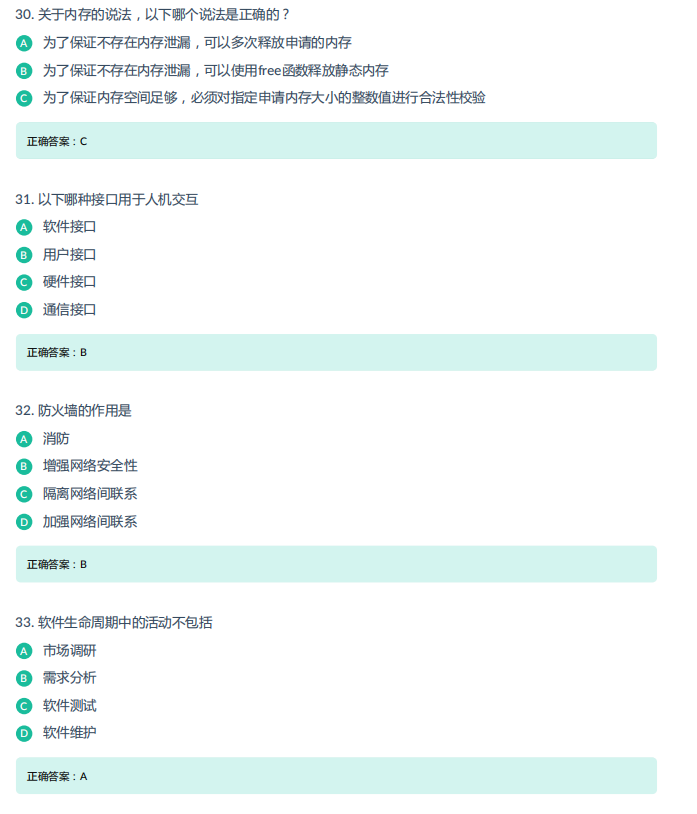 30. 关于内存的说法，以下哪个说法是正确的？
A 为了保证不存在内存泄漏，可以多次释放申请的内存
B 为了保证不存在内存泄漏，可以使用free函数释放静态内存
C 为了保证内存空间足够，必须对指定申请内存大小的整数值进行合法性校验
正确答案：C
31. 以下哪种接口用于人机交互
A 软件接口
B 用户接口
C 硬件接口
D 通信接口
正确答案：B
32. 防火墙的作用是
A 消防
B 增强网络安全性
C 隔离网络间联系
D 加强网络间联系
正确答案：B
33. 软件生命周期中的活动不包括
A 市场调研
B 需求分析
C 软件测试
D 软件维护
正确答案：A